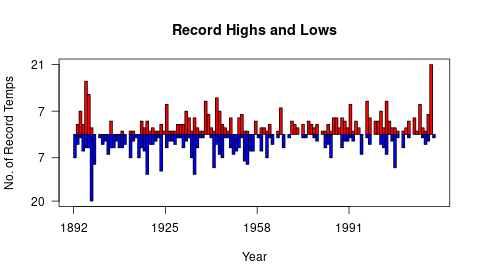 Record Highs and Lows
No. of Record Temps
21
7
7
20
1892
1925
1958
1991
Year